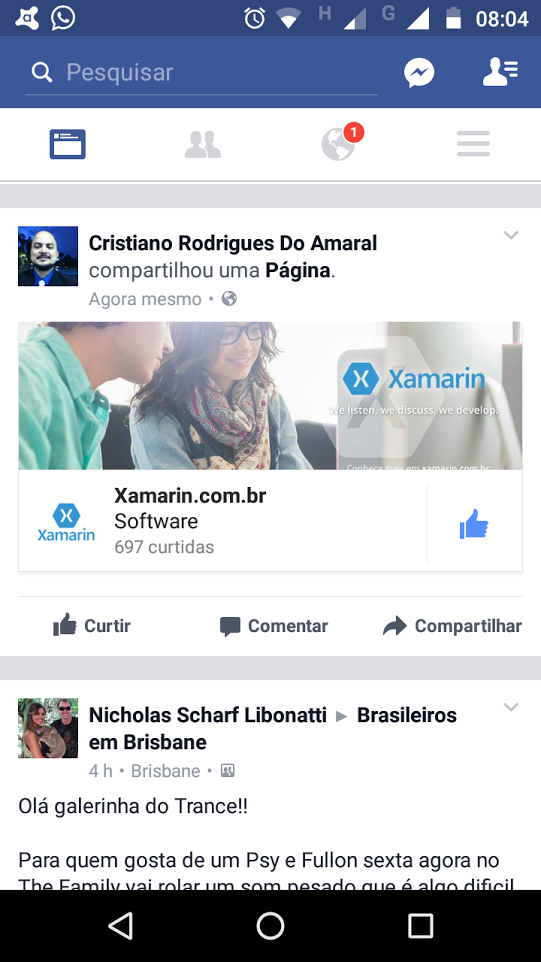 H G 08:04
Pesquisar
1
Cristiano Rodrigues Do Amaral
compartilhou uma Página.
Agora mesmo •
Xamarin
We listen, we discuss, we develop.
Conheça mais em xamarin.com.br
Xamarin.com.br
Software
697 curtidas
Xamarin
Curtir Comentar Compartilhar
Nicholas Scharf Libonatti ▸ Brasileiros
em Brisbane
4 h • Brisbane •
Olá galerinha do Trance!!
Para quem gosta de um Psy e Fullon sexta agora no
The Family vai rolar um som pesado que é algo dificil